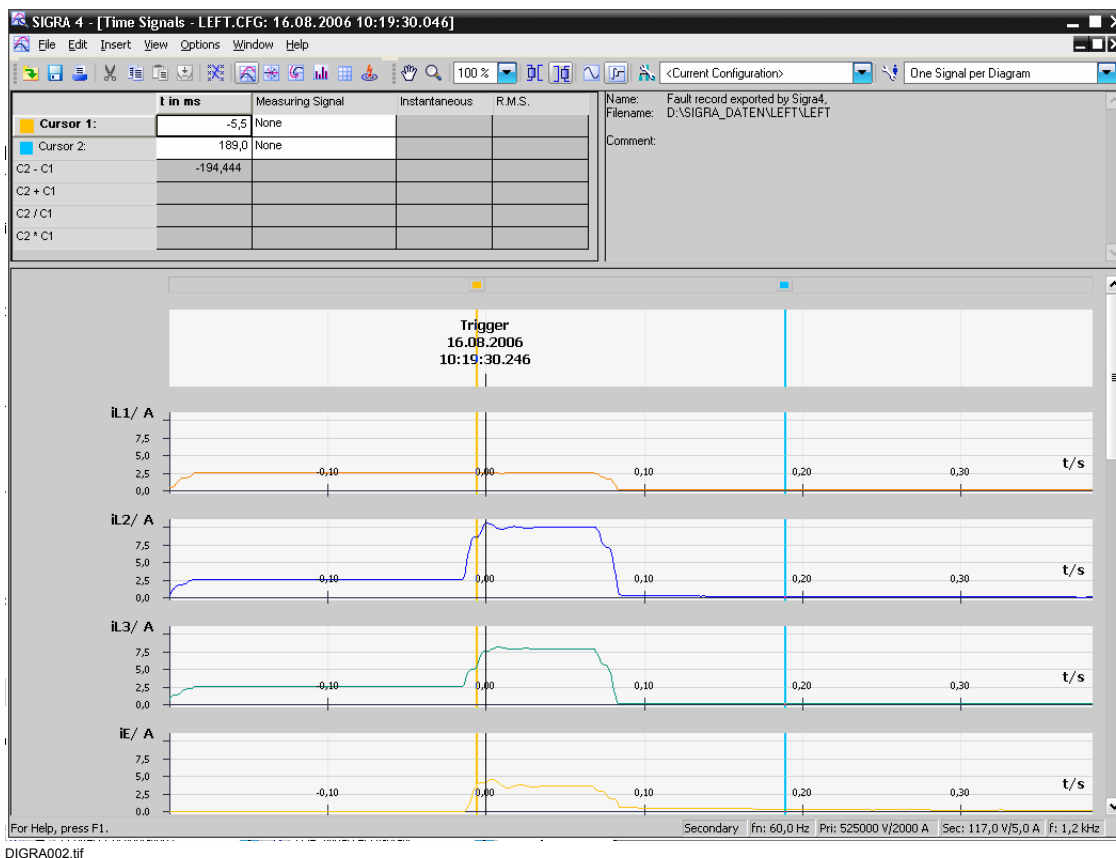 SIGRA 4 - [Time Signals - LEFT.CFG: 16.08.2006 10:19:30.046]
File Edit Insert View Options Window Help
100 % <Current Configuration> One Signal per Diagram
t in ms Measuring Signal Instantaneous R.M.S.
Cursor 1: -5,5 None
Cursor 2: 189,0 None
C2 - C1 -194,444
C2 + C1
C2 / C1
C2 * C1
Name: Fault record exported by Sigra4,
Filename: D:\SIGRA_DATEN\LEFT\LEFT
Comment:
Trigger
16.08.2006
10:19:30.246
iL1/ A
7,5
5,0
2,5
0,0
-0,10 0,00 0,10 0,20 0,30 t/s
iL2/ A
7,5
5,0
2,5
0,0
-0,10 0,00 0,10 0,20 0,30 t/s
iL3/ A
7,5
5,0
2,5
0,0
-0,10 0,00 0,10 0,20 0,30 t/s
iE/ A
7,5
5,0
2,5
0,0
-0,10 0,00 0,10 0,20 0,30 t/s
For Help, press F1. Secondary fn: 60,0 Hz Pri: 525000 V/2000 A Sec: 117,0 V/5,0 A f: 1,2 kHz
DIGRA002.tif